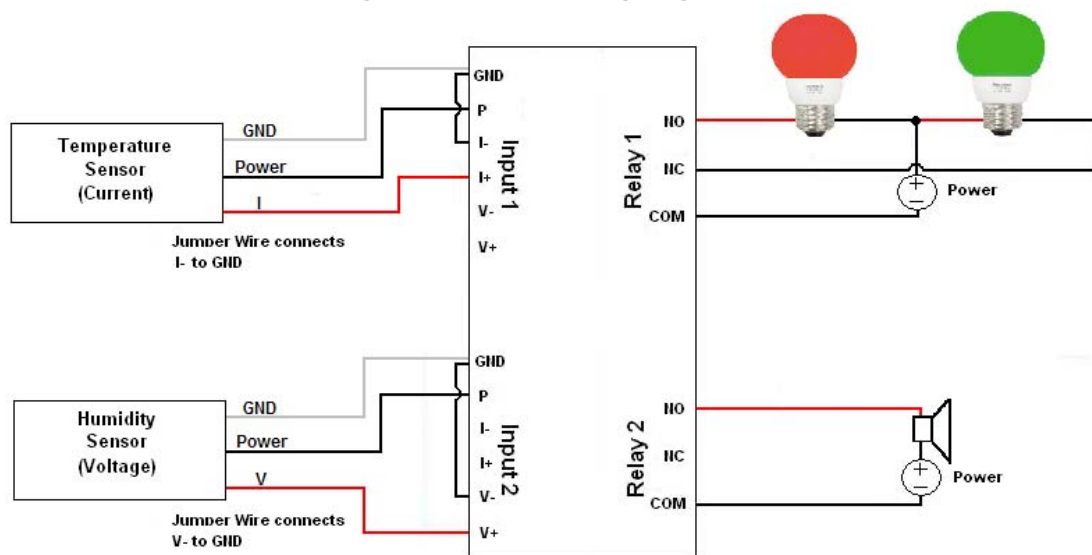 GND
P
I-
I+
V-
V+
Input 1
Temperature
Sensor
(Current)
GND
Power
I
Jumper Wire connects
I- to GND
NO
NC
COM
Relay 1
Power
GND
P
I-
I+
V-
V+
Input 2
Humidity
Sensor
(Voltage)
GND
Power
V
Jumper Wire connects
V- to GND
NO
NC
COM
Relay 2
Power